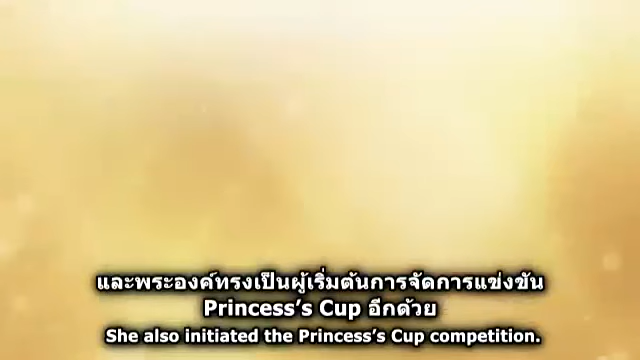 และพระองค์ทรงเป็นผู้เริ่มต้นการจัดการแข่งขัน
Princess's Cup อีกด้วย
She also initiated the Princess's Cup competition.